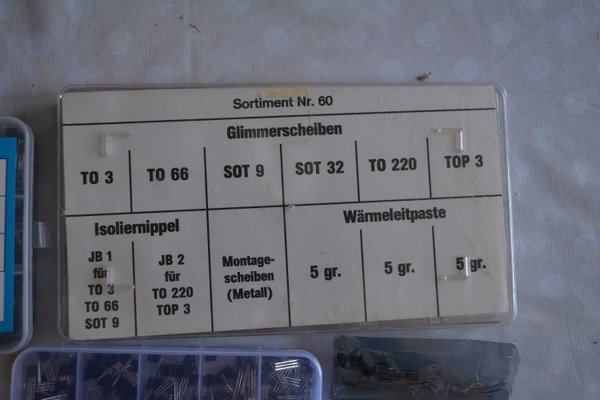 Sortiment Nr. 60
Glimmerscheiben
TO 3
TO 66
SOT 9
SOT 32
TO 220
TOP 3
Isoliernippel
JB 1
für
TO 3
TO 66
SOT 9
JB 2
für
TO 220
TOP 3
Montage-
scheiben
(Metall)
Wärmeleitpaste
5 gr.
5 gr.
5 gr.